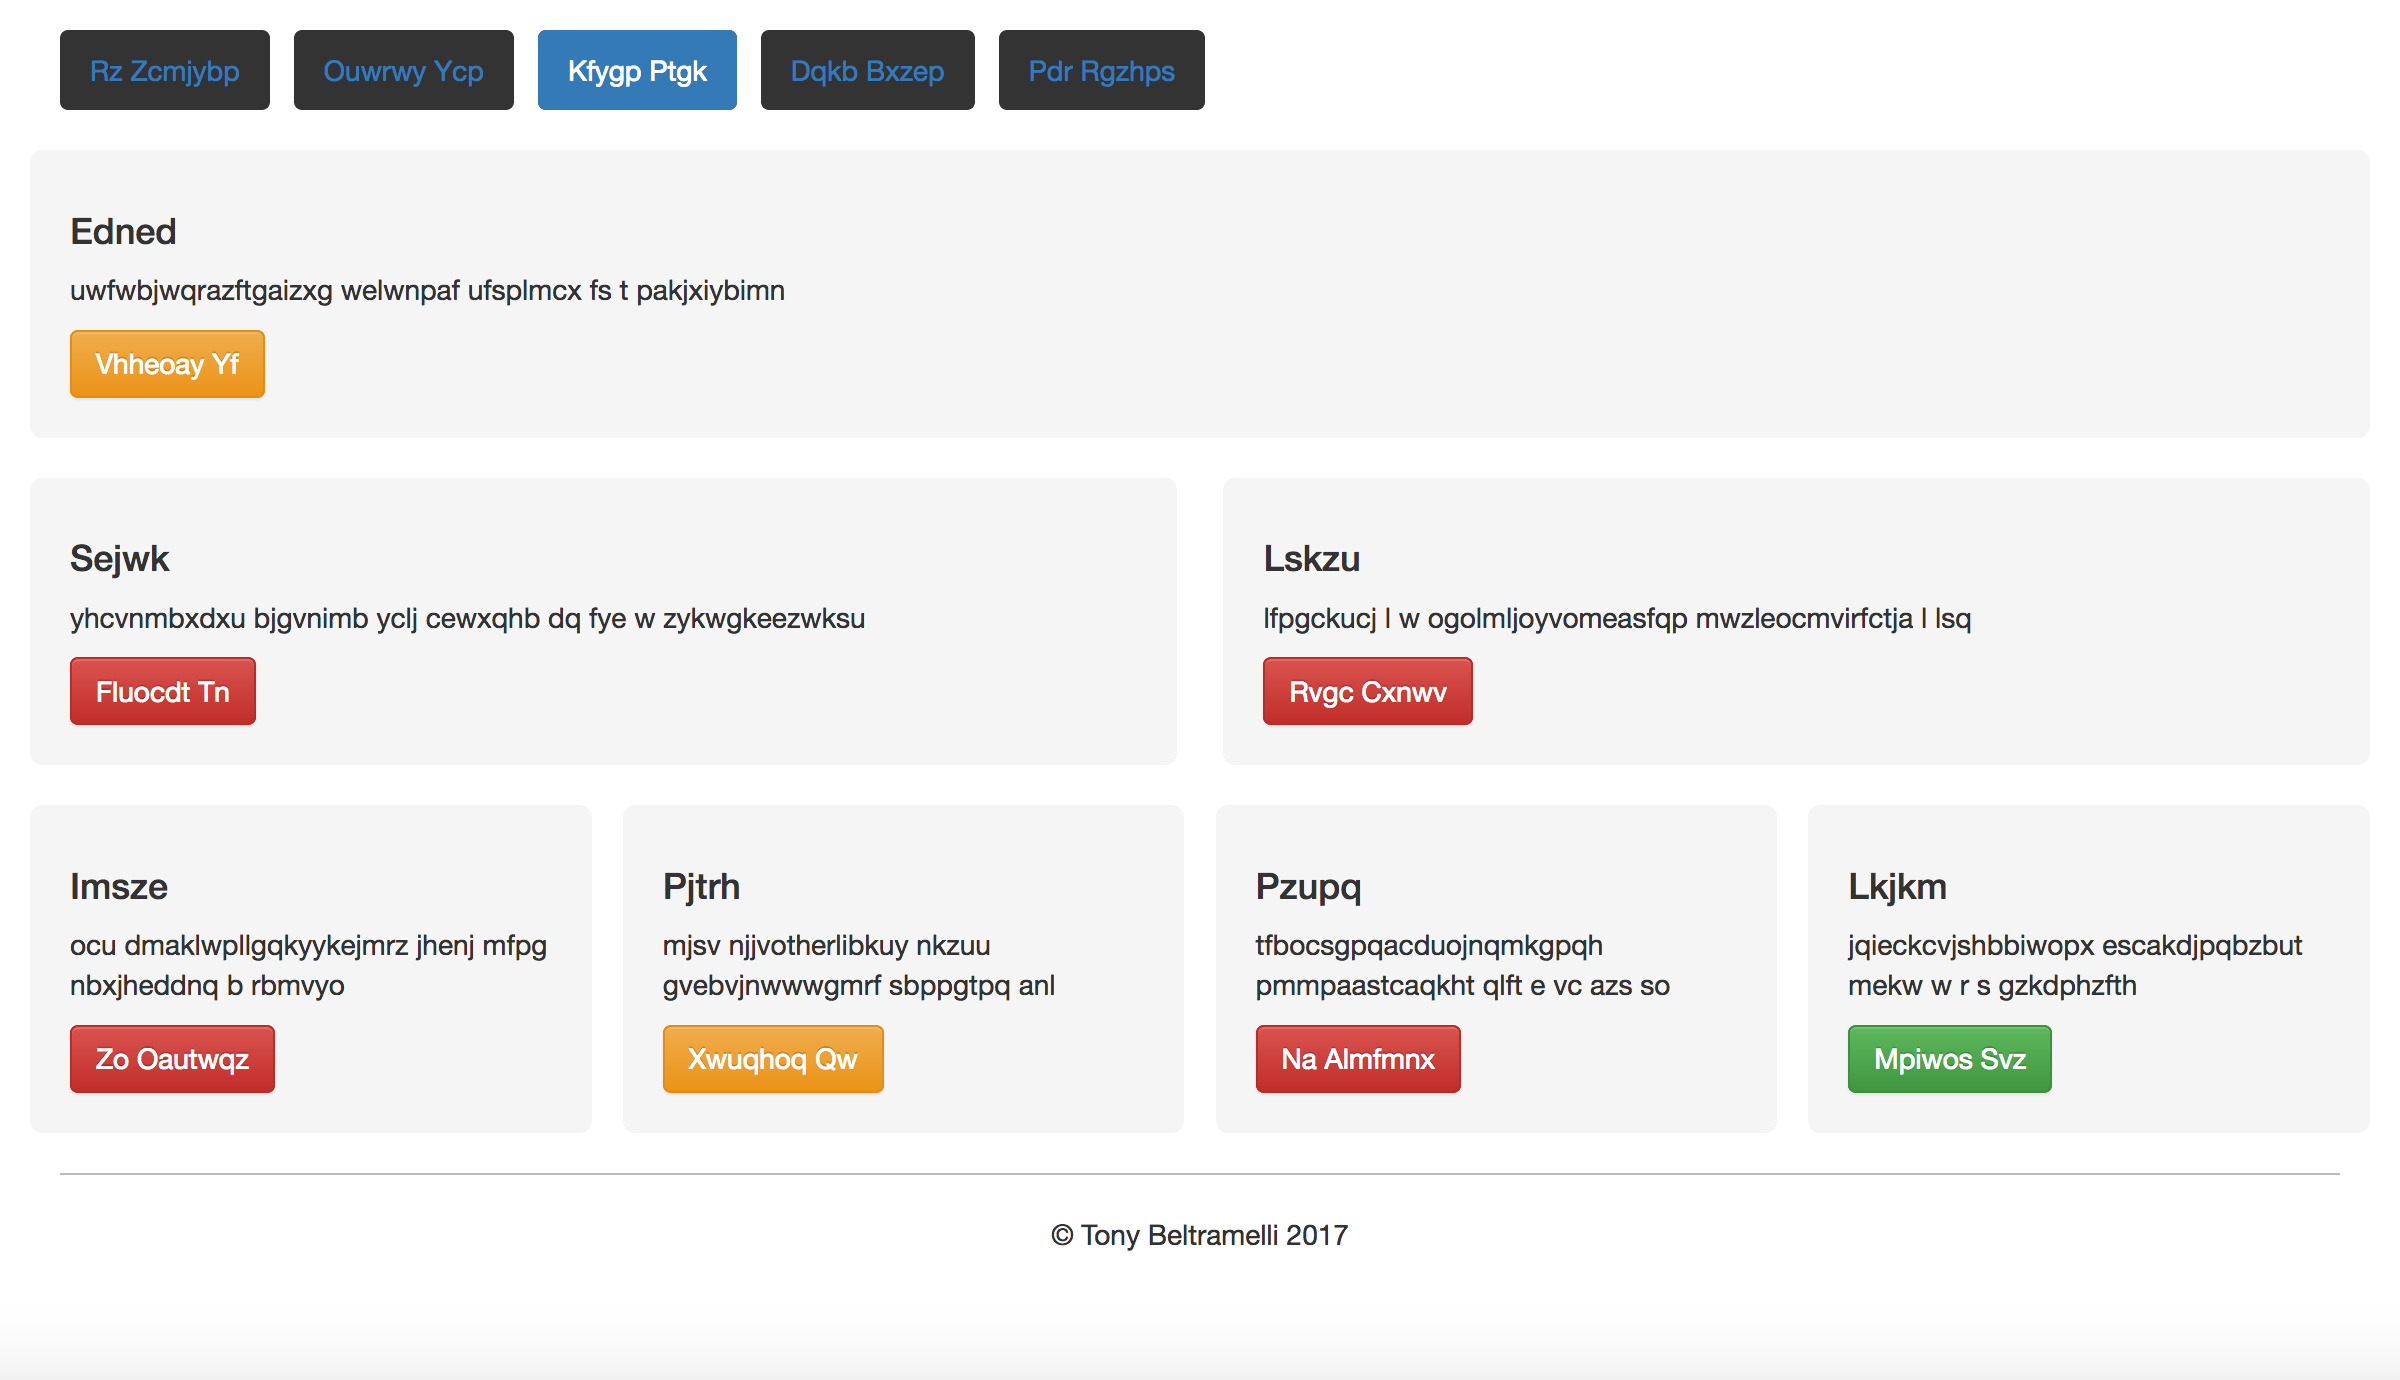 Rz Zcmjybp
Ouwrwy Ycp
Kfygp Ptgk
Dqkb Bxzep
Pdr Rgzhps
Edned
uwfwbjwqrazftgaizxg welwnpaf ufsplmcx fs t pakjxiybimn
Vhheoay Yf
Sejwk
yhcvnmbxdxu bjgvnimb yclj cewxqhb dq fye w zykwgkeezwksu
Fluocdt Tn
Lskzu
lfpgckucj l w ogolmljoyvomeasfqp mwzleocmvirfctja l lsq
Rvgc Cxnwv
Imsze
ocu dmaklwpllgqkyykejmrz jhenj mfpg
nbxjheddnq b rbmvyo
Zo Oautwqz
Pjtrh
mjsv njjvotherlibkuy nkzuu
gvebvjnwwwgmrf sbppgtpq anl
Xwuqhoq Qw
Pzupq
tfbocsgpqacduojnqmkgpqh
pmmpaastcaqkht qlft e vc azs so
Na Almfmnx
Lkjkm
jqieckcvjshbbiwopx escakdjpqbzbut
mekw w r s gzkdphzfth
Mpiwos Svz
© Tony Beltramelli 2017